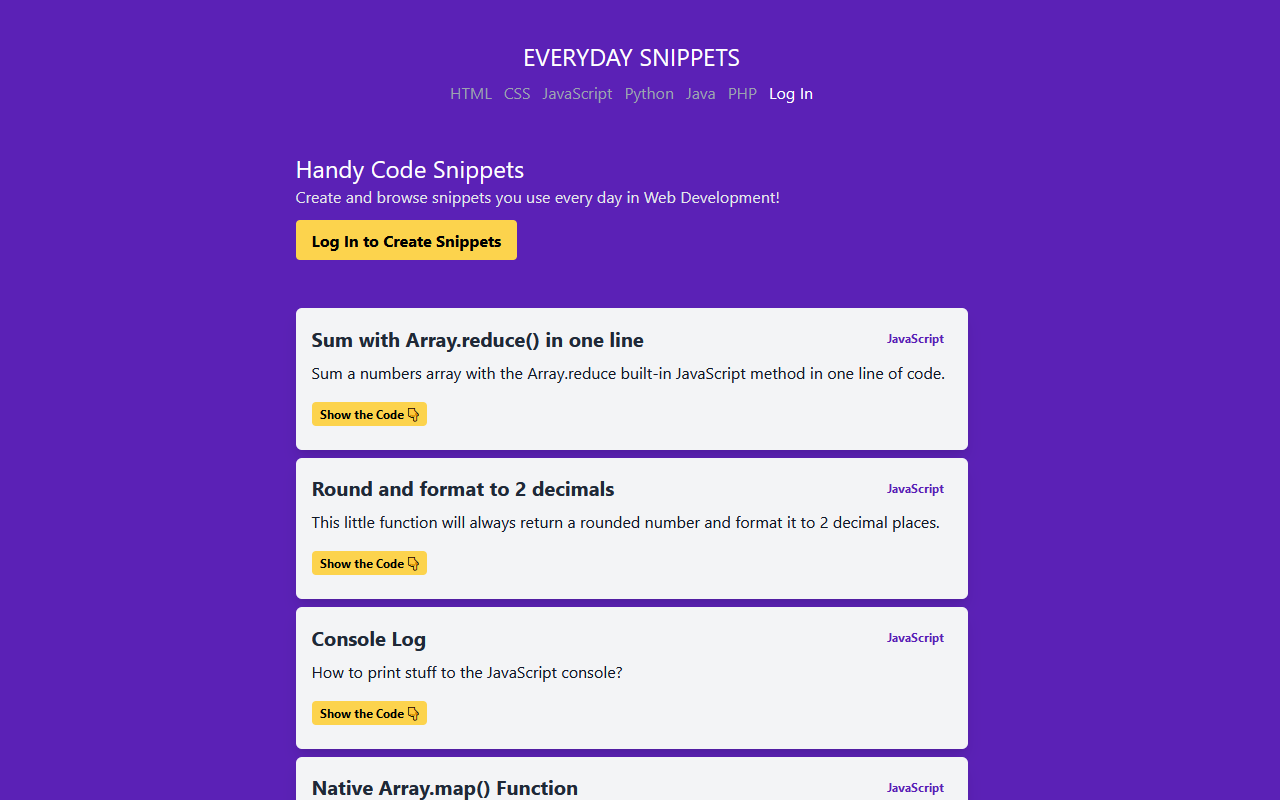 EVERYDAY SNIPPETS
HTML CSS JavaScript Python Java PHP Log In
Handy Code Snippets
Create and browse snippets you use every day in Web Development!
Log In to Create Snippets
Sum with Array.reduce() in one line JavaScript
Sum a numbers array with the Array.reduce built-in JavaScript method in one line of code.
Show the Code 👇
Round and format to 2 decimals JavaScript
This little function will always return a rounded number and format it to 2 decimal places.
Show the Code 👇
Console Log JavaScript
How to print stuff to the JavaScript console?
Show the Code 👇
Native Array.map() Function JavaScript